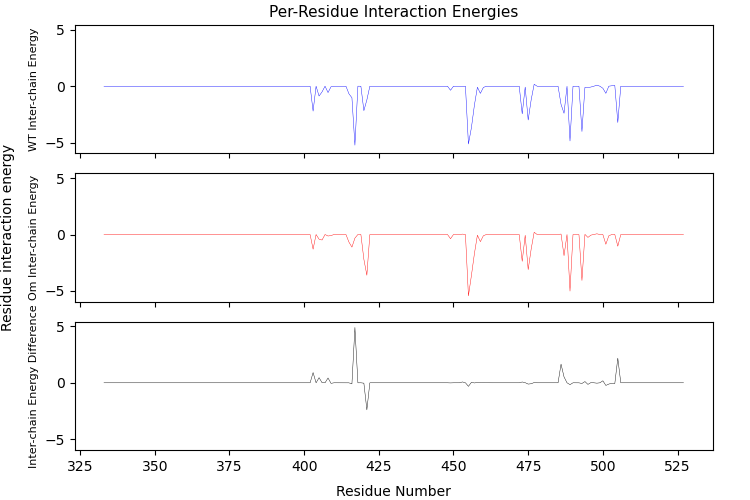 Per-Residue Interaction Energies
Residue interaction energy
WT Inter-chain Energy
5
0
−5
Om Inter-chain Energy
5
0
−5
Inter-chain Energy Difference
5
0
−5
325 350 375 400 425 450 475 500 525
Residue Number